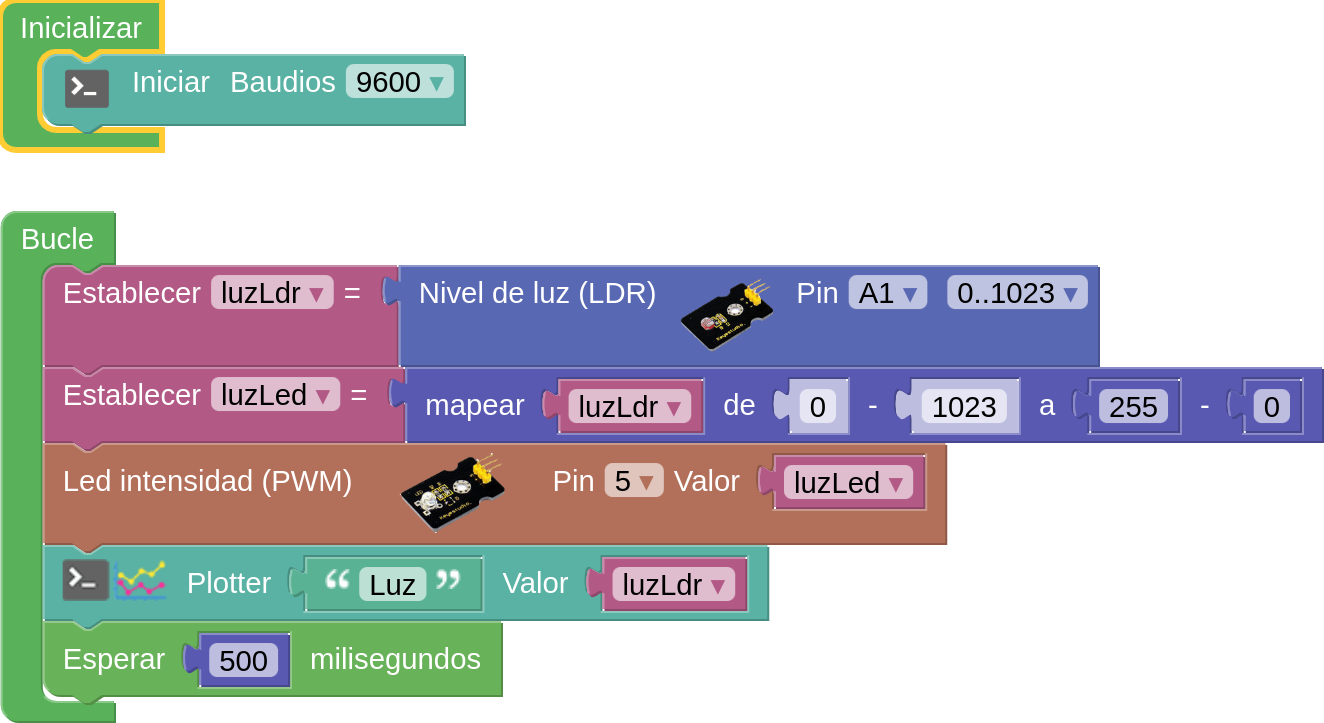 Inicializar
>_ Iniciar Baudios 9600 ▼
Bucle
Establecer luzLdr ▼ = Nivel de luz (LDR) Pin A1 ▼ 0..1023 ▼
Establecer luzLed ▼ = mapear luzLdr ▼ de 0 - 1023 a 255 - 0
Led intensidad (PWM) Pin 5 ▼ Valor luzLed ▼
>_ Plotter “ Luz ” Valor luzLdr ▼
Esperar 500 milisegundos